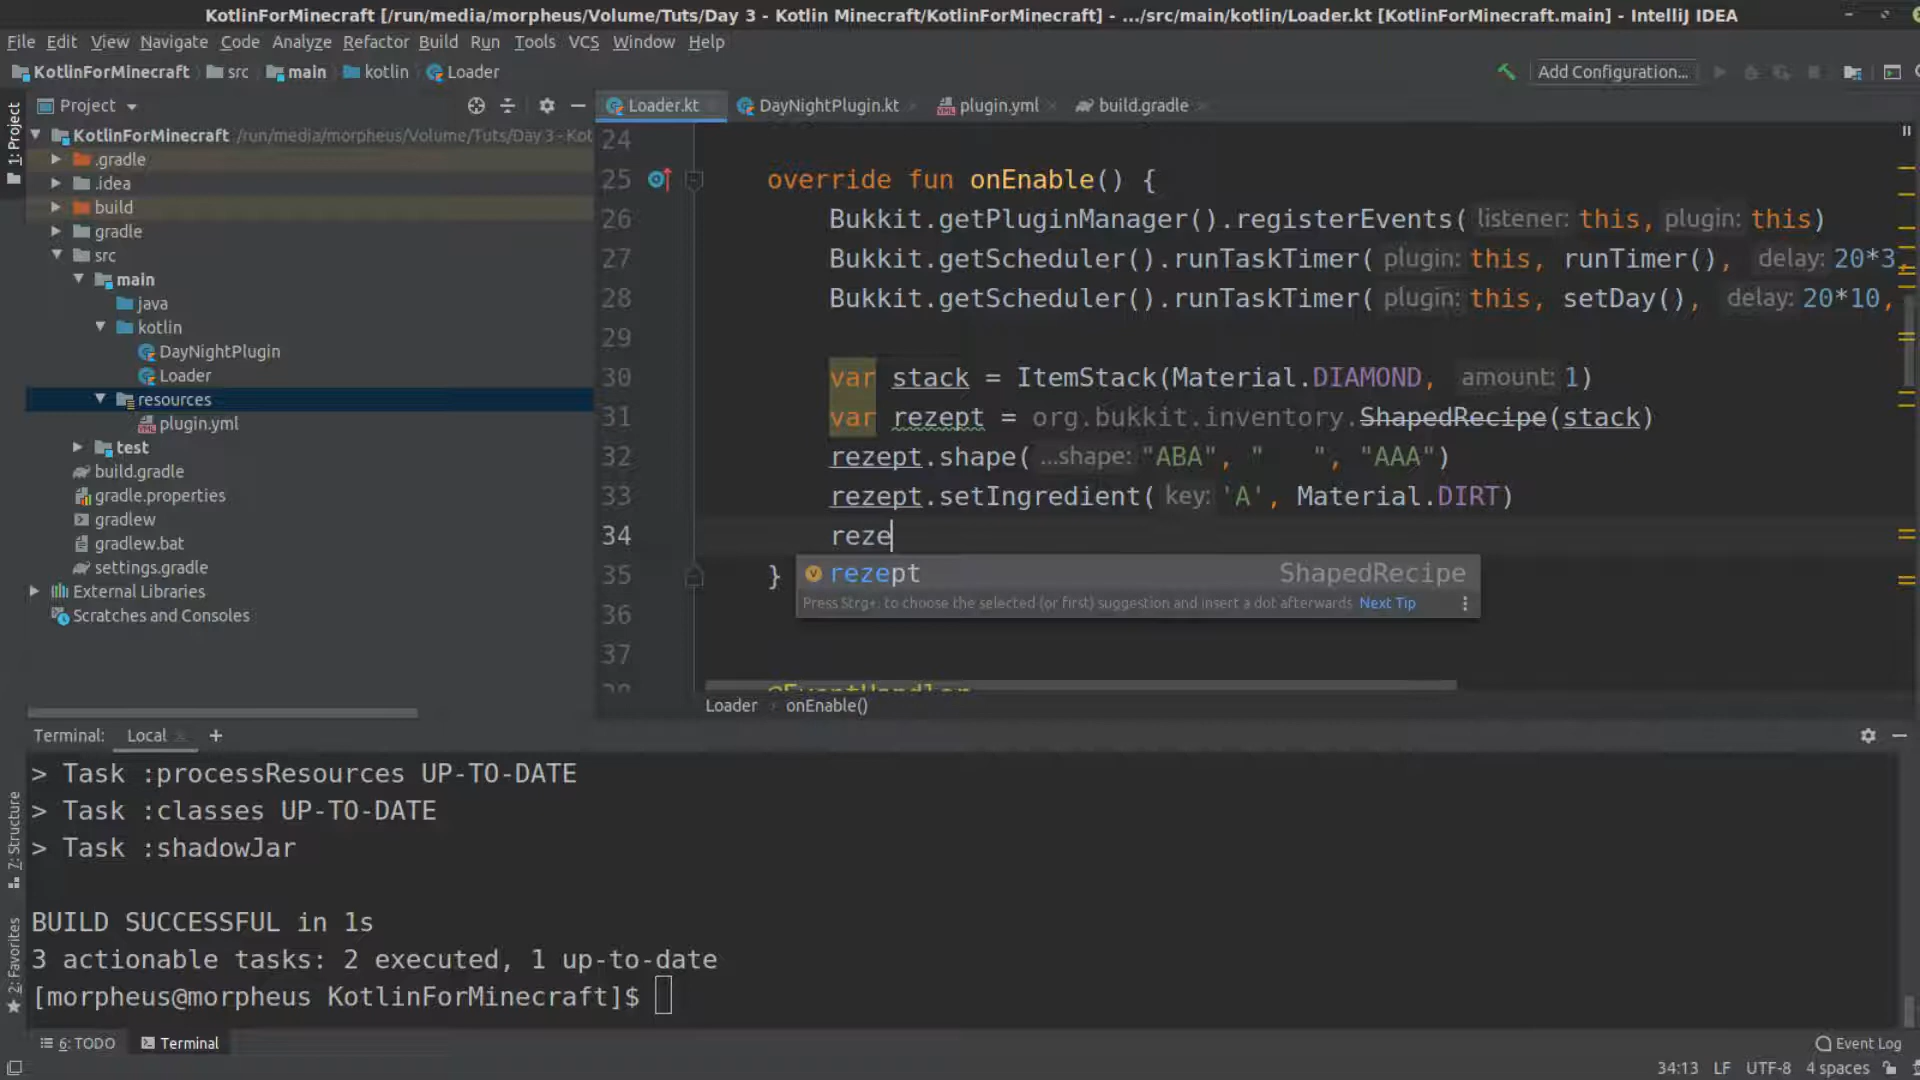 KotlinForMinecraft [/run/media/morpheus/Volume/Tuts/Day 3 - Kotlin Minecraft/KotlinForMinecraft] - .../src/main/kotlin/Loader.kt [KotlinForMinecraft.main] - IntelliJ IDEA
File Edit View Navigate Code Analyze Refactor Build Run Tools VCS Window Help
KotlinForMinecraft src main kotlin Loader
Add Configuration...
1: Project
Project
Loader.kt DayNightPlugin.kt plugin.yml build.gradle
KotlinForMinecraft /run/media/morpheus/Volume/Tuts/Day 3 - Kot
.gradle
.idea
build
gradle
src
main
java
kotlin
DayNightPlugin
Loader
resources
plugin.yml
test
build.gradle
gradle.properties
gradlew
gradlew.bat
settings.gradle
External Libraries
Scratches and Consoles
24
25 override fun onEnable() {
26 Bukkit.getPluginManager().registerEvents( listener: this, plugin: this)
27 Bukkit.getScheduler().runTaskTimer( plugin: this, runTimer(), delay: 20*3,
28 Bukkit.getScheduler().runTaskTimer( plugin: this, setDay(), delay: 20*10,
29
30 var stack = ItemStack(Material.DIAMOND, amount: 1)
31 var rezept = org.bukkit.inventory.ShapedRecipe(stack)
32 rezept.shape( ...shape: "ABA", "   ", "AAA")
33 rezept.setIngredient( key: 'A', Material.DIRT)
34 reze
35 }
rezept ShapedRecipe
Press Strg+. to choose the selected (or first) suggestion and insert a dot afterwards Next Tip
36
37
38 @EventHandler
Loader onEnable()
Terminal: Local +
> Task :processResources UP-TO-DATE
> Task :classes UP-TO-DATE
> Task :shadowJar
BUILD SUCCESSFUL in 1s
3 actionable tasks: 2 executed, 1 up-to-date
[morpheus@morpheus KotlinForMinecraft]$
7: Structure
2: Favorites
6: TODO Terminal
Event Log
34:13 LF UTF-8 4 spaces